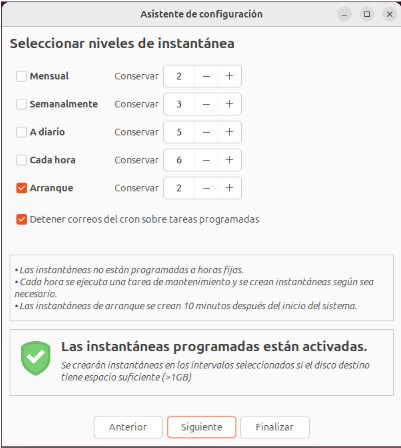 Asistente de configuración
Seleccionar niveles de instantánea
Mensual Conservar 2 − +
Semanalmente Conservar 3 − +
A diario Conservar 5 − +
Cada hora Conservar 6 − +
Arranque Conservar 2 − +
Detener correos del cron sobre tareas programadas
• Las instantáneas no están programadas a horas fijas.
• Cada hora se ejecuta una tarea de mantenimiento y se crean instantáneas según sea
necesario.
• Las instantáneas de arranque se crean 10 minutos después del inicio del sistema.
Las instantáneas programadas están activadas.
Se crearán instantáneas en los intervalos seleccionados si el disco destino
tiene espacio suficiente (>1GB)
Anterior Siguiente Finalizar